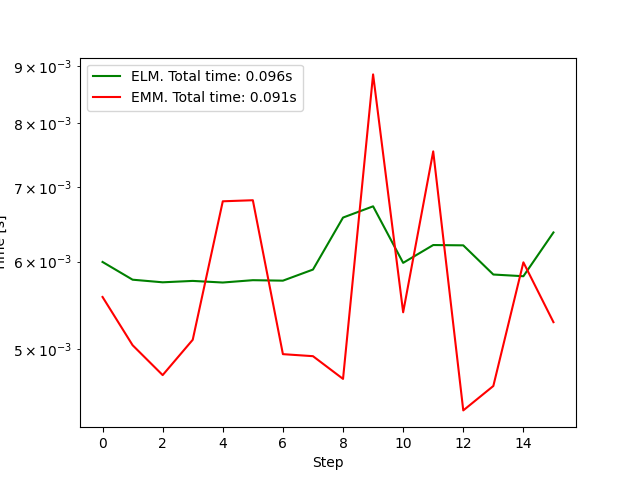 ELM. Total time: 0.096s
EMM. Total time: 0.091s
9 × 10⁻³
8 × 10⁻³
7 × 10⁻³
6 × 10⁻³
5 × 10⁻³
[s]
0 2 4 6 8 10 12 14
Step